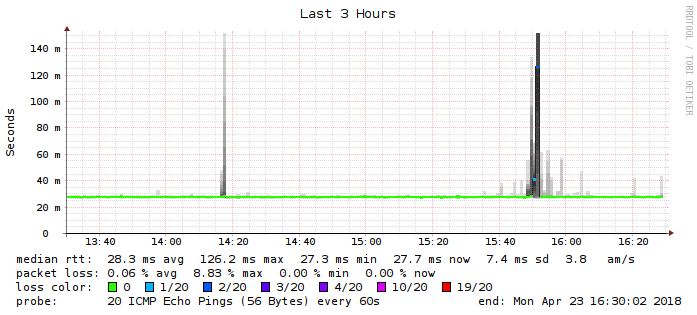 Last 3 Hours
RRDTOOL / TOBI OETIKER
Seconds
140 m
120 m
100 m
80 m
60 m
40 m
20 m
0
13:40 14:00 14:20 14:40 15:00 15:20 15:40 16:00 16:20
median rtt: 28.3 ms avg 126.2 ms max 27.3 ms min 27.7 ms now 7.4 ms sd 3.8 am/s
packet loss: 0.06 % avg 8.83 % max 0.00 % min 0.00 % now
loss color: 0 1/20 2/20 3/20 4/20 10/20 19/20
probe: 20 ICMP Echo Pings (56 Bytes) every 60s end: Mon Apr 23 16:30:02 2018